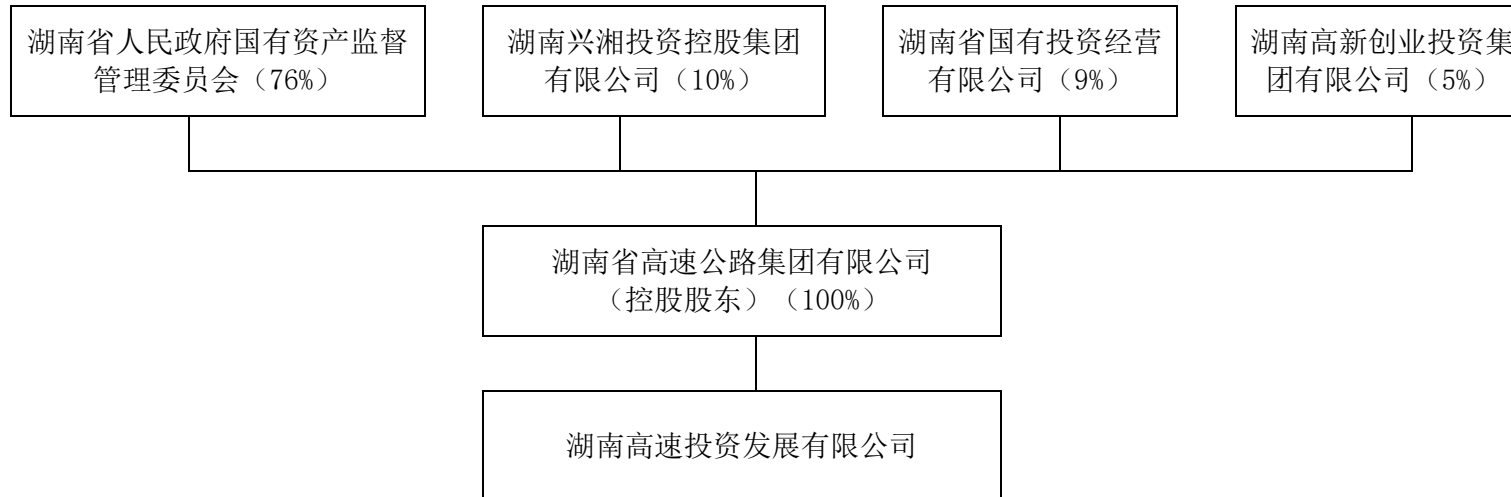 湖南省人民政府国有资产监督
管理委员会（76%）
湖南兴湘投资控股集团
有限公司（10%）
湖南省国有投资经营
有限公司（9%）
湖南高新创业投资集
团有限公司（5%）
湖南省高速公路集团有限公司
（控股股东）（100%）
湖南高速投资发展有限公司